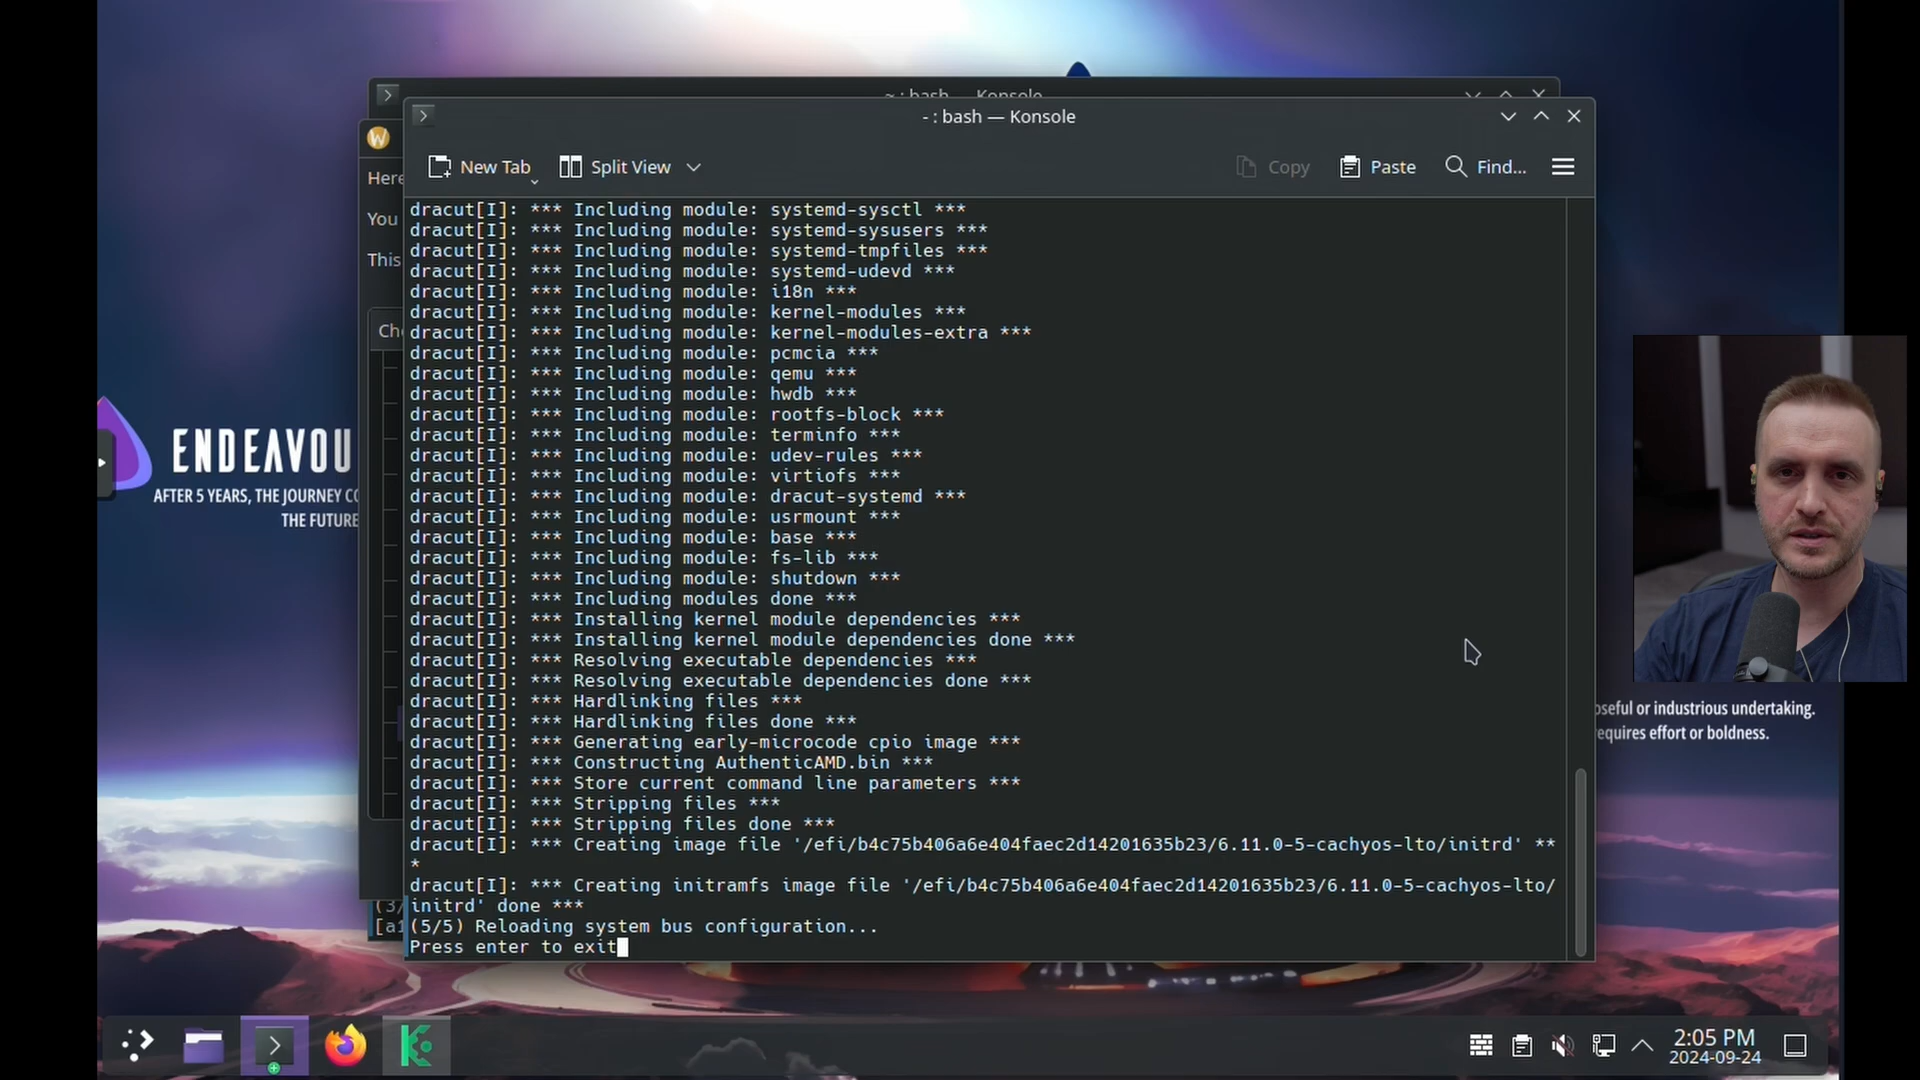 ~ : bash — Konsole
- : bash — Konsole
New Tab
Split View
Copy
Paste
Find...
Here
You
This
Ch
dracut[I]: *** Including module: systemd-sysctl ***
dracut[I]: *** Including module: systemd-sysusers ***
dracut[I]: *** Including module: systemd-tmpfiles ***
dracut[I]: *** Including module: systemd-udevd ***
dracut[I]: *** Including module: i18n ***
dracut[I]: *** Including module: kernel-modules ***
dracut[I]: *** Including module: kernel-modules-extra ***
dracut[I]: *** Including module: pcmcia ***
dracut[I]: *** Including module: qemu ***
dracut[I]: *** Including module: hwdb ***
dracut[I]: *** Including module: rootfs-block ***
dracut[I]: *** Including module: terminfo ***
dracut[I]: *** Including module: udev-rules ***
dracut[I]: *** Including module: virtiofs ***
dracut[I]: *** Including module: dracut-systemd ***
dracut[I]: *** Including module: usrmount ***
dracut[I]: *** Including module: base ***
dracut[I]: *** Including module: fs-lib ***
dracut[I]: *** Including module: shutdown ***
dracut[I]: *** Including modules done ***
dracut[I]: *** Installing kernel module dependencies ***
dracut[I]: *** Installing kernel module dependencies done ***
dracut[I]: *** Resolving executable dependencies ***
dracut[I]: *** Resolving executable dependencies done ***
dracut[I]: *** Hardlinking files ***
dracut[I]: *** Hardlinking files done ***
dracut[I]: *** Generating early-microcode cpio image ***
dracut[I]: *** Constructing AuthenticAMD.bin ***
dracut[I]: *** Store current command line parameters ***
dracut[I]: *** Stripping files ***
dracut[I]: *** Stripping files done ***
dracut[I]: *** Creating image file '/efi/b4c75b406a6e404faec2d14201635b23/6.11.0-5-cachyos-lto/initrd' **
*
dracut[I]: *** Creating initramfs image file '/efi/b4c75b406a6e404faec2d14201635b23/6.11.0-5-cachyos-lto/
initrd' done ***
(5/5) Reloading system bus configuration...
Press enter to exit
(3/
[a1
ENDEAVOU
AFTER 5 YEARS, THE JOURNEY CO
THE FUTURE
oseful or industrious undertaking.
equires effort or boldness.
2:05 PM
2024-09-24